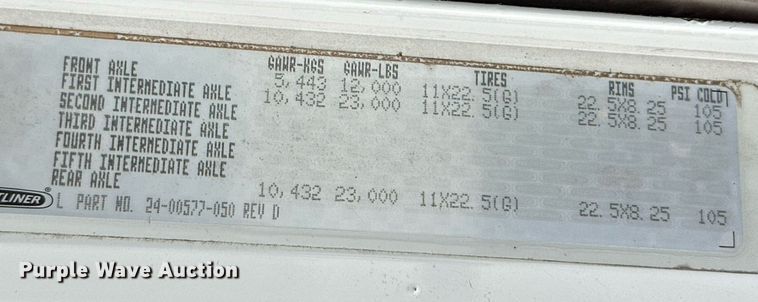 GAWR-KGS GAWR-LBS TIRES RIMS PSI COLD
FRONT AXLE 5,443 12,000 11X22.5(G) 22.5X8.25 105
FIRST INTERMEDIATE AXLE 10,432 23,000 11X22.5(G) 22.5X8.25 105
SECOND INTERMEDIATE AXLE
THIRD INTERMEDIATE AXLE
FOURTH INTERMEDIATE AXLE
FIFTH INTERMEDIATE AXLE
REAR AXLE 10,432 23,000 11X22.5(G) 22.5X8.25 105
TLINER® L PART NO. 24-00577-050 REV D
Purple Wave Auction